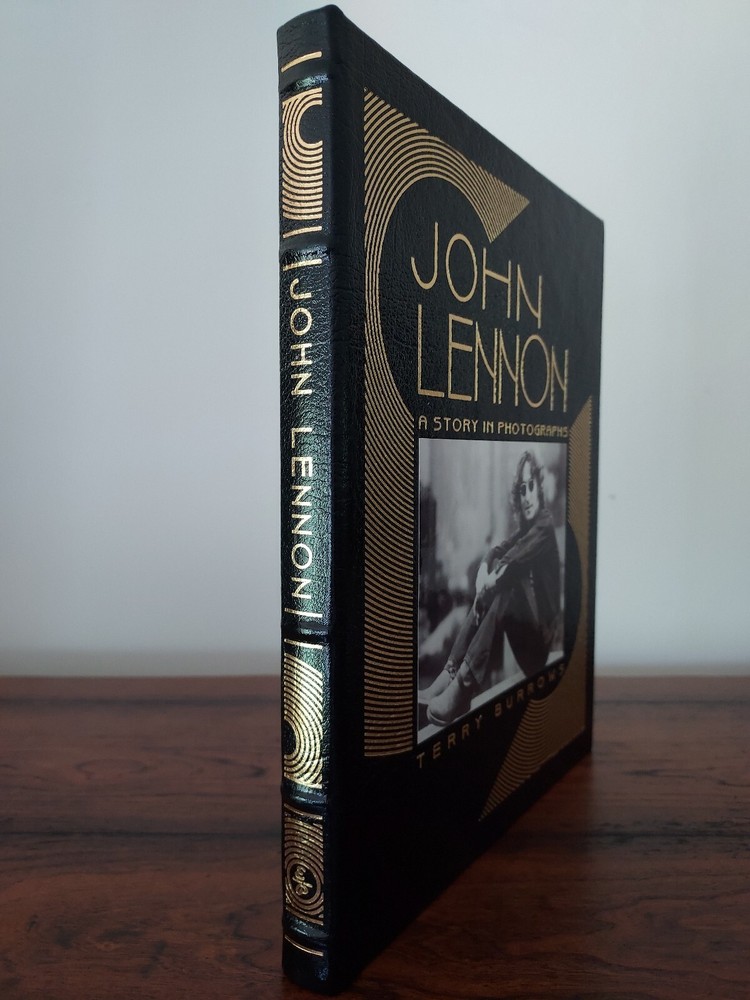 JOHN LENNON
JOHN
LENNON
A STORY IN PHOTOGRAPHS
TERRY BURROWS